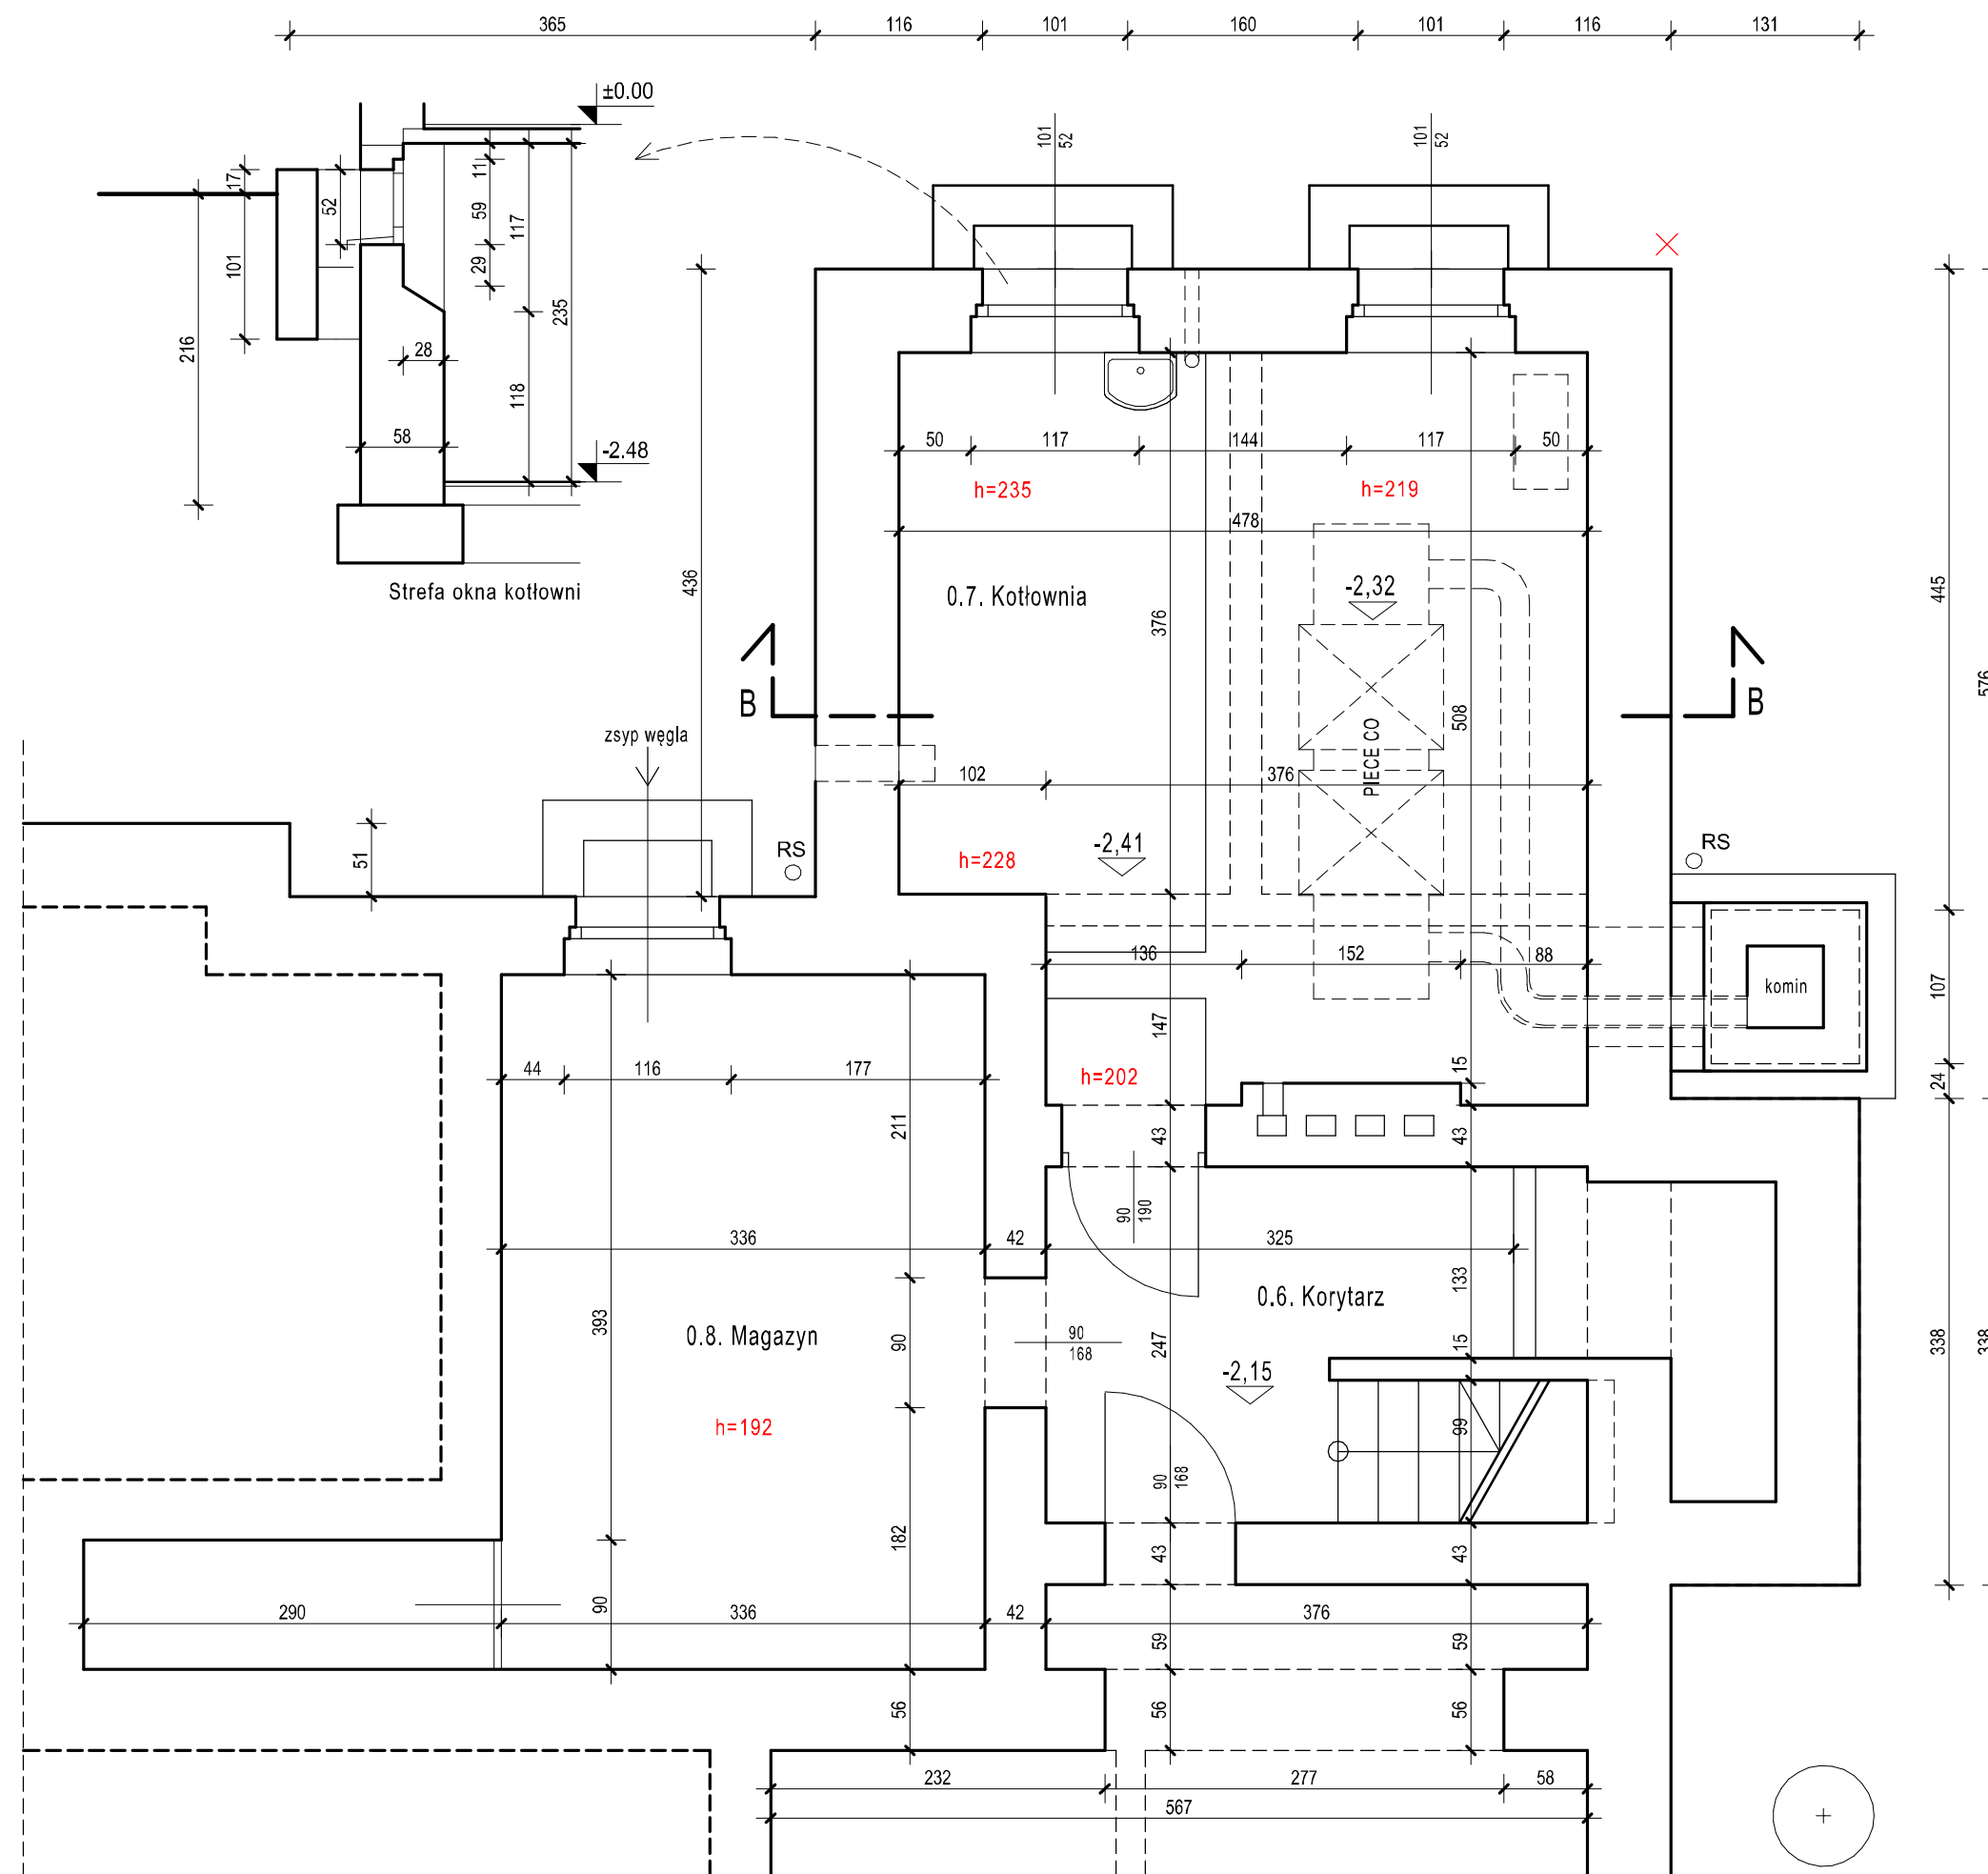 365 116 101 160 101 116 131
±0.00
101
52
101
52
17
52
101
11
59
117
29
235
216
28
118
58
-2.48
Strefa okna kotłowni
436
50 117 144 117 50
h=235 h=219
478
0.7. Kotłownia
-2,32
376
445
576
B B
508
PIECE CO
zsyp węgla
102 376
51
RS
h=228
-2,41
RS
136 152 88
komin
107
147
15
24
44 116 177
h=202
211
43
43
90
190
336 42 325
133
0.6. Korytarz
393
0.8. Magazyn
90
90
168
247
15
338
338
-2,15
h=192
99
90
168
182
43
43
290 90 336 42 376
59
59
56
56
56
232 277 58
567